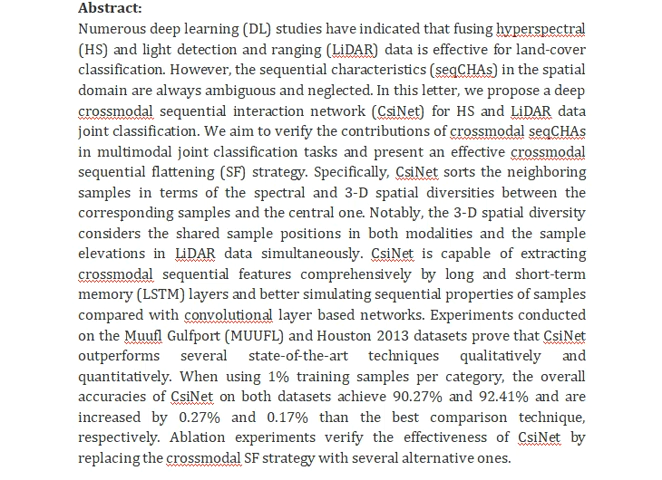 Abstract:
Numerous deep learning (DL) studies have indicated that fusing hyperspectral
(HS) and light detection and ranging (LiDAR) data is effective for land-cover
classification. However, the sequential characteristics (seqCHAs) in the spatial
domain are always ambiguous and neglected. In this letter, we propose a deep
crossmodal sequential interaction network (CsiNet) for HS and LiDAR data
joint classification. We aim to verify the contributions of crossmodal seqCHAs
in multimodal joint classification tasks and present an effective crossmodal
sequential flattening (SF) strategy. Specifically, CsiNet sorts the neighboring
samples in terms of the spectral and 3-D spatial diversities between the
corresponding samples and the central one. Notably, the 3-D spatial diversity
considers the shared sample positions in both modalities and the sample
elevations in LiDAR data simultaneously. CsiNet is capable of extracting
crossmodal sequential features comprehensively by long and short-term
memory (LSTM) layers and better simulating sequential properties of samples
compared with convolutional layer based networks. Experiments conducted
on the Muufl Gulfport (MUUFL) and Houston 2013 datasets prove that CsiNet
outperforms several state-of-the-art techniques qualitatively and
quantitatively. When using 1% training samples per category, the overall
accuracies of CsiNet on both datasets achieve 90.27% and 92.41% and are
increased by 0.27% and 0.17% than the best comparison technique,
respectively. Ablation experiments verify the effectiveness of CsiNet by
replacing the crossmodal SF strategy with several alternative ones.